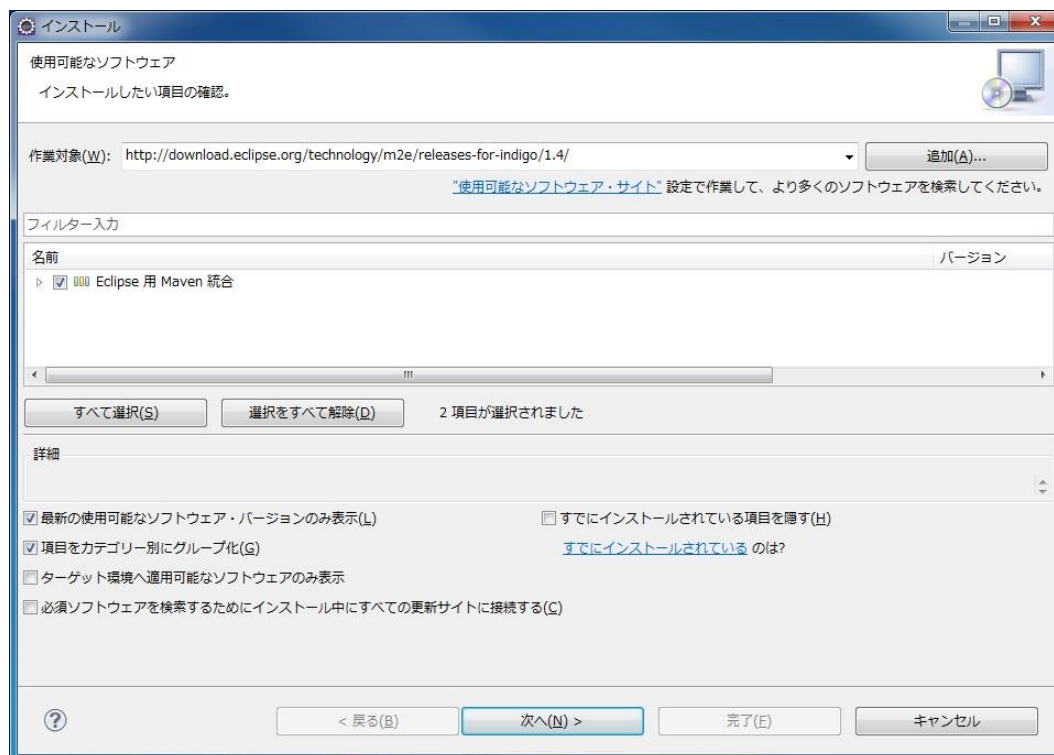 インストール
使用可能なソフトウェア
インストールしたい項目の確認。
作業対象(W): http://download.eclipse.org/technology/m2e/releases-for-indigo/1.4/ 追加(A)...
"使用可能なソフトウェア・サイト" 設定で作業して、より多くのソフトウェアを検索してください。
フィルター入力
名前 バージョン
Eclipse 用 Maven 統合
すべて選択(S) 選択をすべて解除(D) 2 項目が選択されました
詳細
最新の使用可能なソフトウェア・バージョンのみ表示(L) すでにインストールされている項目を隠す(H)
項目をカテゴリー別にグループ化(G) すでにインストールされている のは?
ターゲット環境へ適用可能なソフトウェアのみ表示
必須ソフトウェアを検索するためにインストール中にすべての更新サイトに接続する(C)
< 戻る(B) 次へ(N) > 完了(F) キャンセル